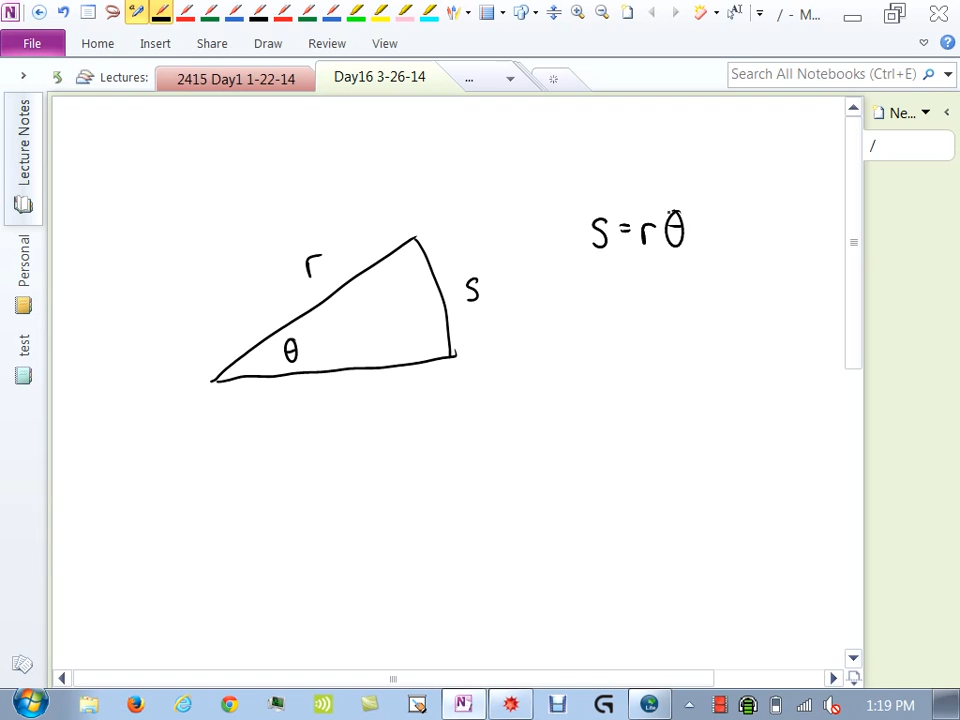 / - M...
File
Home
Insert
Share
Draw
Review
View
Lectures:
2415 Day1 1-22-14
Day16 3-26-14
...
Search All Notebooks (Ctrl+E)
Lecture Notes
Personal
test
Ne...
/
s = r θ
r
s
θ
1:19 PM